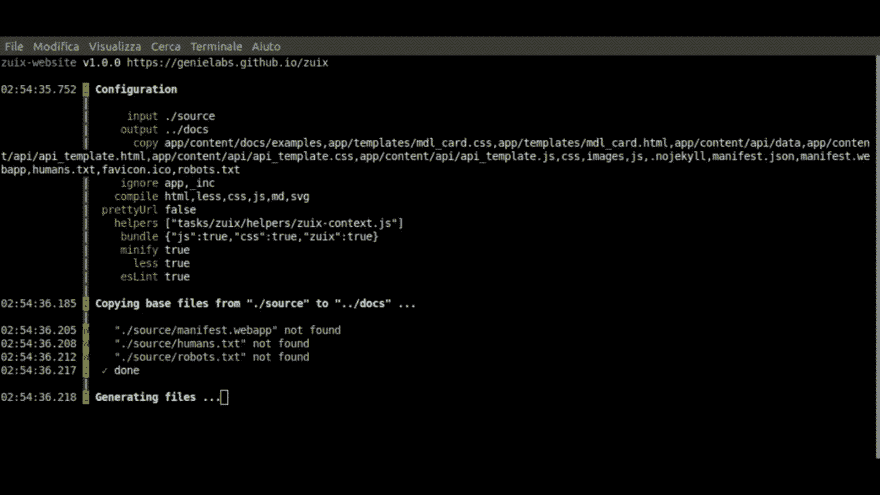 File Modifica Visualizza Cerca Terminale Aiuto
zuix-website v1.0.0 https://genielabs.github.io/zuix
02:54:35.752 Configuration
input ./source
output ../docs
copy app/content/docs/examples,app/templates/mdl_card.css,app/templates/mdl_card.html,app/content/api/data,app/conten
t/api/api_template.html,app/content/api/api_template.css,app/content/api/api_template.js,css,images,js,.nojekyll,manifest.json,manifest.we
bapp,humans.txt,favicon.ico,robots.txt
ignore app,_inc
compile html,less,css,js,md,svg
prettyUrl false
helpers ["tasks/zuix/helpers/zuix-context.js"]
bundle {"js":true,"css":true,"zuix":true}
minify true
less true
esLint true
02:54:36.185 Copying base files from "./source" to "../docs" ...
02:54:36.205 "./source/manifest.webapp" not found
02:54:36.208 "./source/humans.txt" not found
02:54:36.212 "./source/robots.txt" not found
02:54:36.217 ✓ done
02:54:36.218 Generating files ...